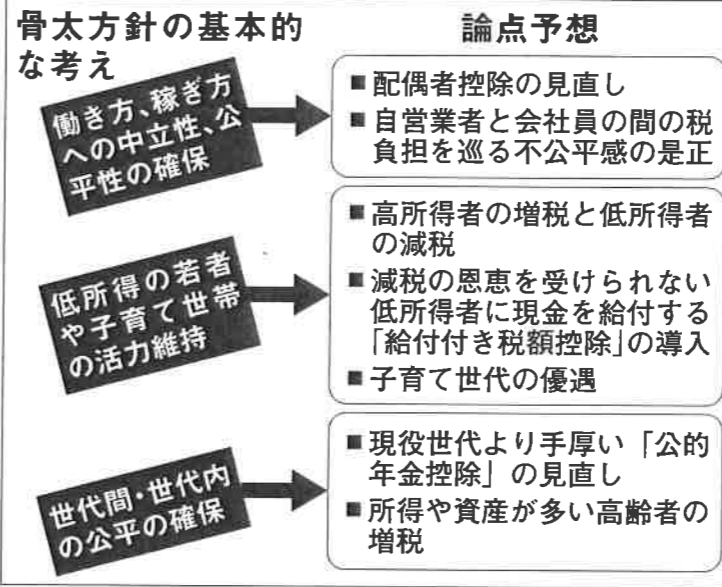 骨太方針の基本的
な考え
論点予想
働き方、稼ぎ方
への中立性、公
平性の確保
■配偶者控除の見直し
■自営業者と会社員の間の税
負担を巡る不公平感の是正
低所得の若者
や子育て世帯
の活力維持
■高所得者の増税と低所得者
の減税
■減税の恩恵を受けられない
低所得者に現金を給付する
「給付付き税額控除」の導入
■子育て世代の優遇
世代間・世代内
の公平の確保
■現役世代より手厚い「公的
年金控除」の見直し
■所得や資産が多い高齢者の
増税